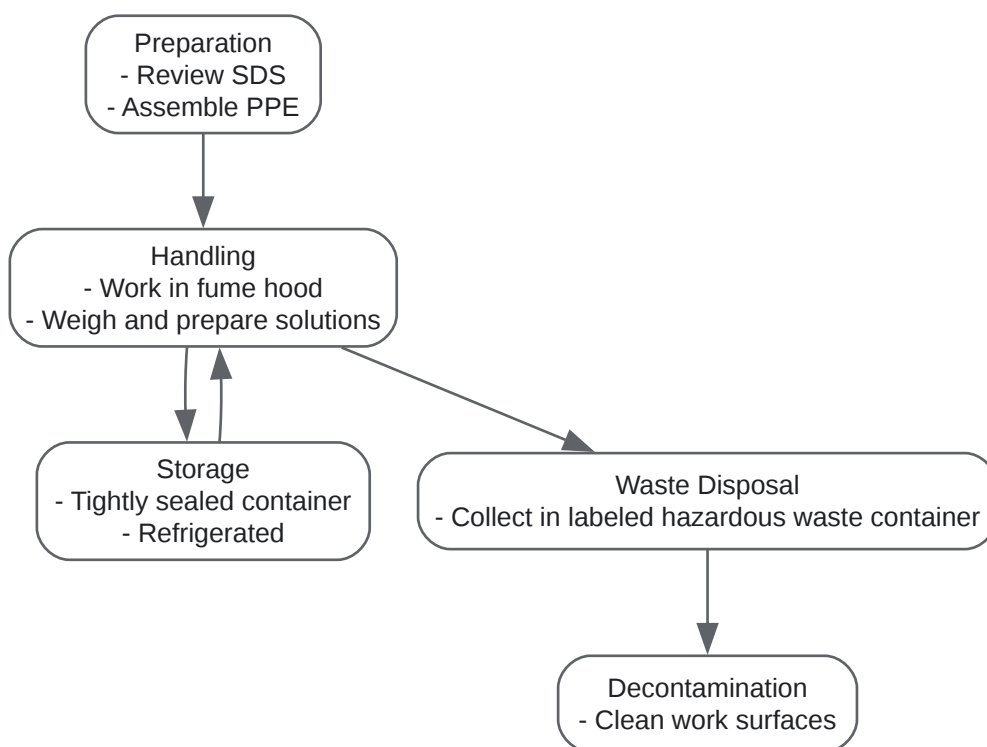 Preparation
- Review SDS
- Assemble PPE
Handling
- Work in fume hood
- Weigh and prepare solutions
Storage
- Tightly sealed container
- Refrigerated
Waste Disposal
- Collect in labeled hazardous waste container
Decontamination
- Clean work surfaces